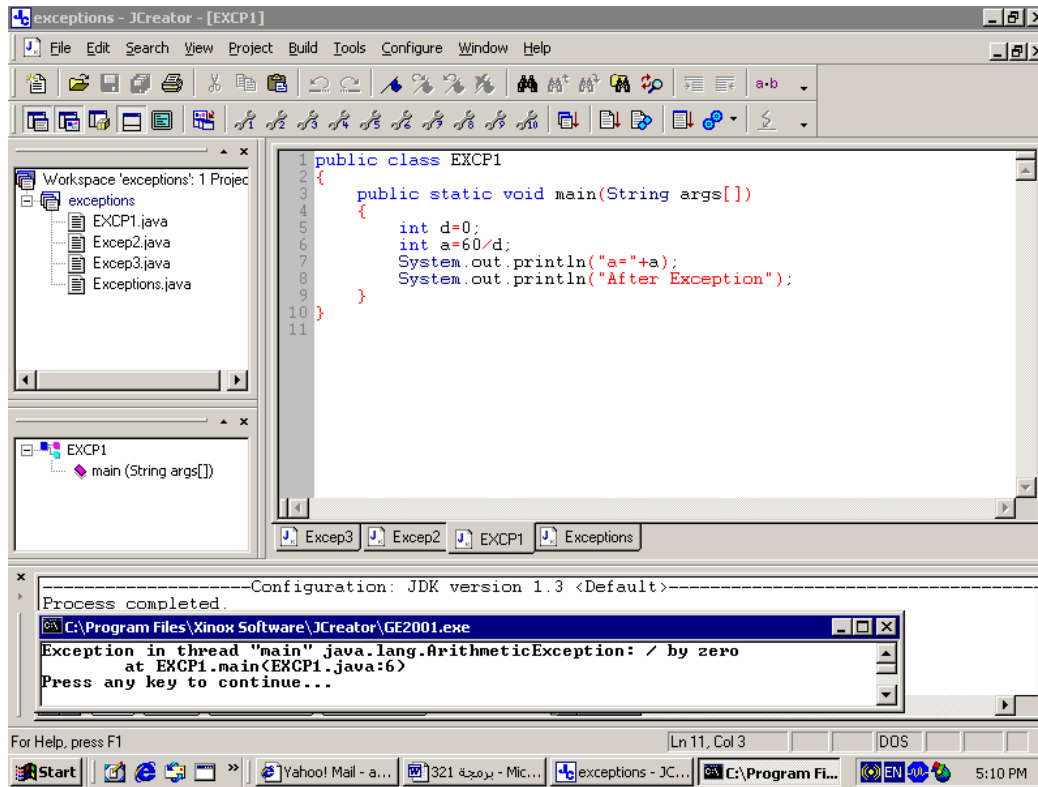 exceptions - JCreator - [EXCP1]
File Edit Search View Project Build Tools Configure Window Help
a•b
Workspace 'exceptions': 1 Projec
exceptions
EXCP1.java
Excep2.java
Excep3.java
Exceptions.java
EXCP1
main (String args[])
1 public class EXCP1
2 {
3 public static void main(String args[])
4 {
5 int d=0;
6 int a=60/d;
7 System.out.println("a="+a);
8 System.out.println("After Exception");
9 }
10 }
11
Excep3 Excep2 EXCP1 Exceptions
--------------------Configuration: JDK version 1.3 <Default>------------------------------------
Process completed.
C:\Program Files\Xinox Software\JCreator\GE2001.exe
Exception in thread "main" java.lang.ArithmeticException: / by zero
at EXCP1.main(EXCP1.java:6)
Press any key to continue...
For Help, press F1
Ln 11, Col 3
DOS
Start
»
Yahoo! Mail - a...
برمجة 321 - Mic...
exceptions - JC...
C:\Program Fi...
EN
5:10 PM